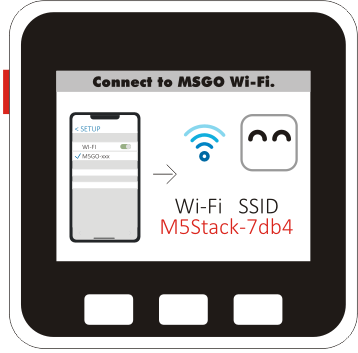 Connect to MSGO Wi-Fi.
< SETUP
WI-FI
✓ MSGO-xxx
Wi-Fi SSID
M5Stack-7db4